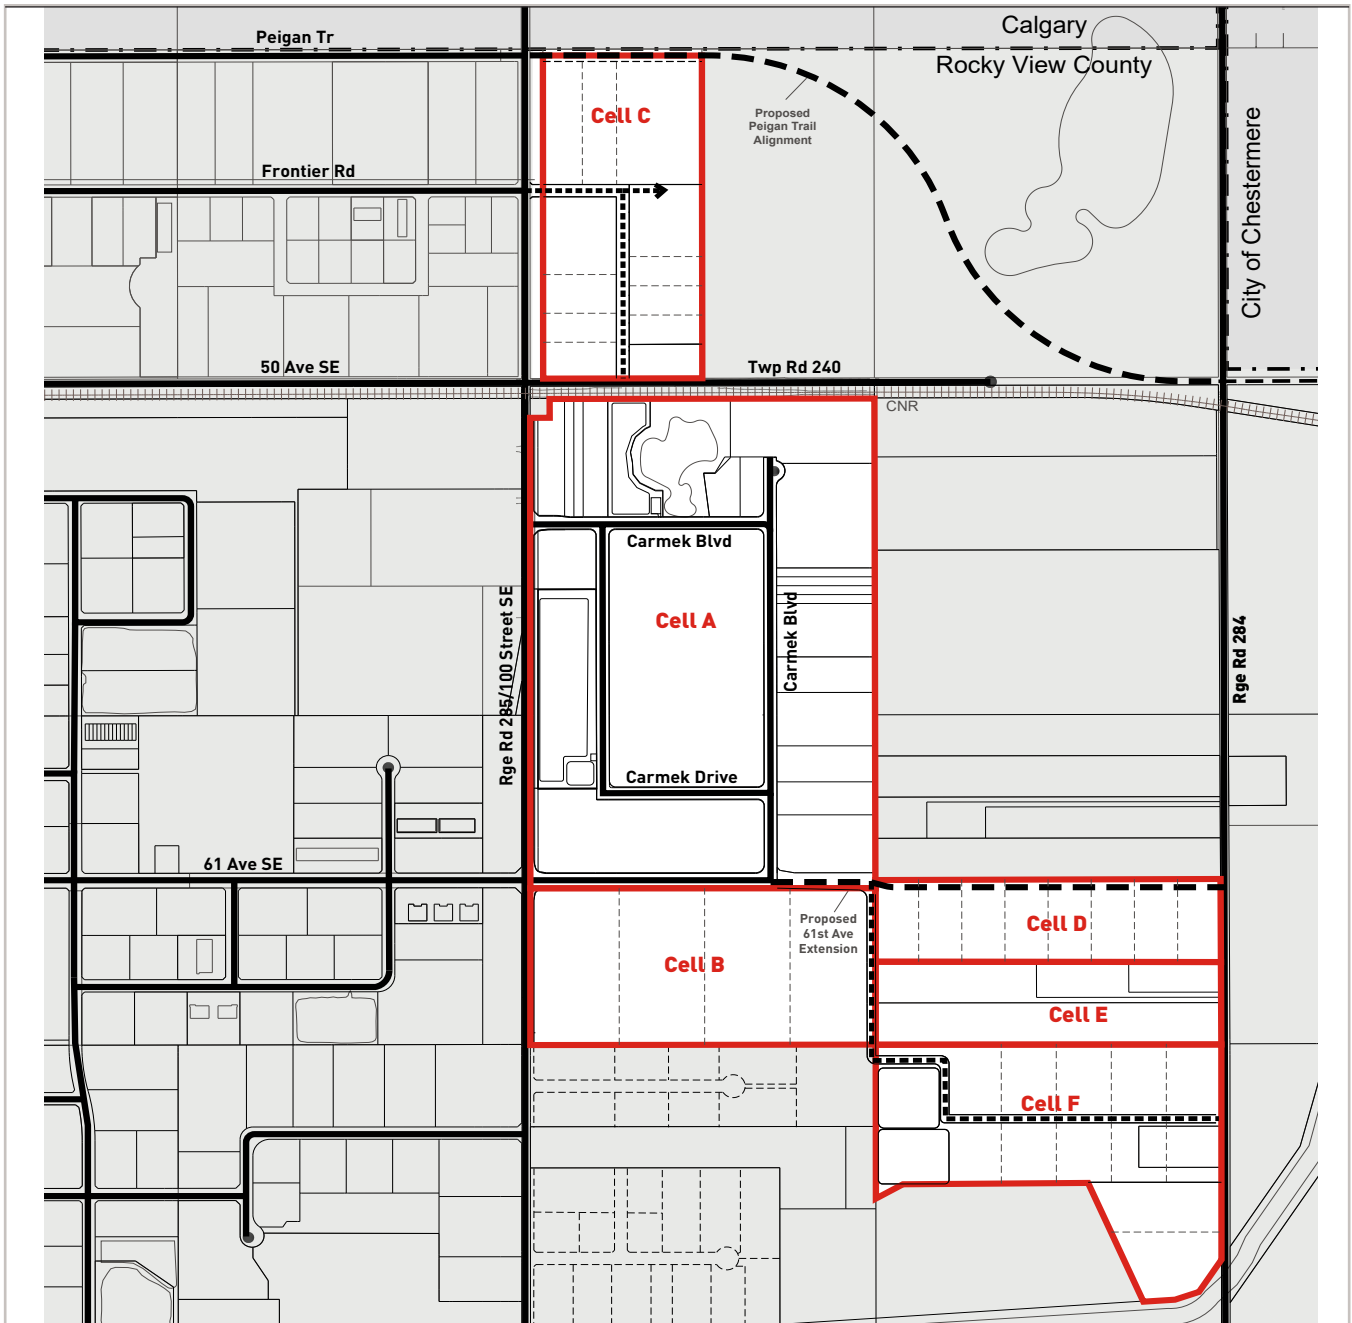 Peigan Tr
Calgary
Rocky View County
Cell C
Proposed
Peigan Trail
Alignment
City of Chestermere
Frontier Rd
50 Ave SE
Twp Rd 240
CNR
Carmek Blvd
Cell A
Carmek Blvd
Rge Rd 285/100 Street SE
Rge Rd 284
Carmek Drive
61 Ave SE
Proposed
61st Ave
Extension
Cell D
Cell B
Cell E
Cell F